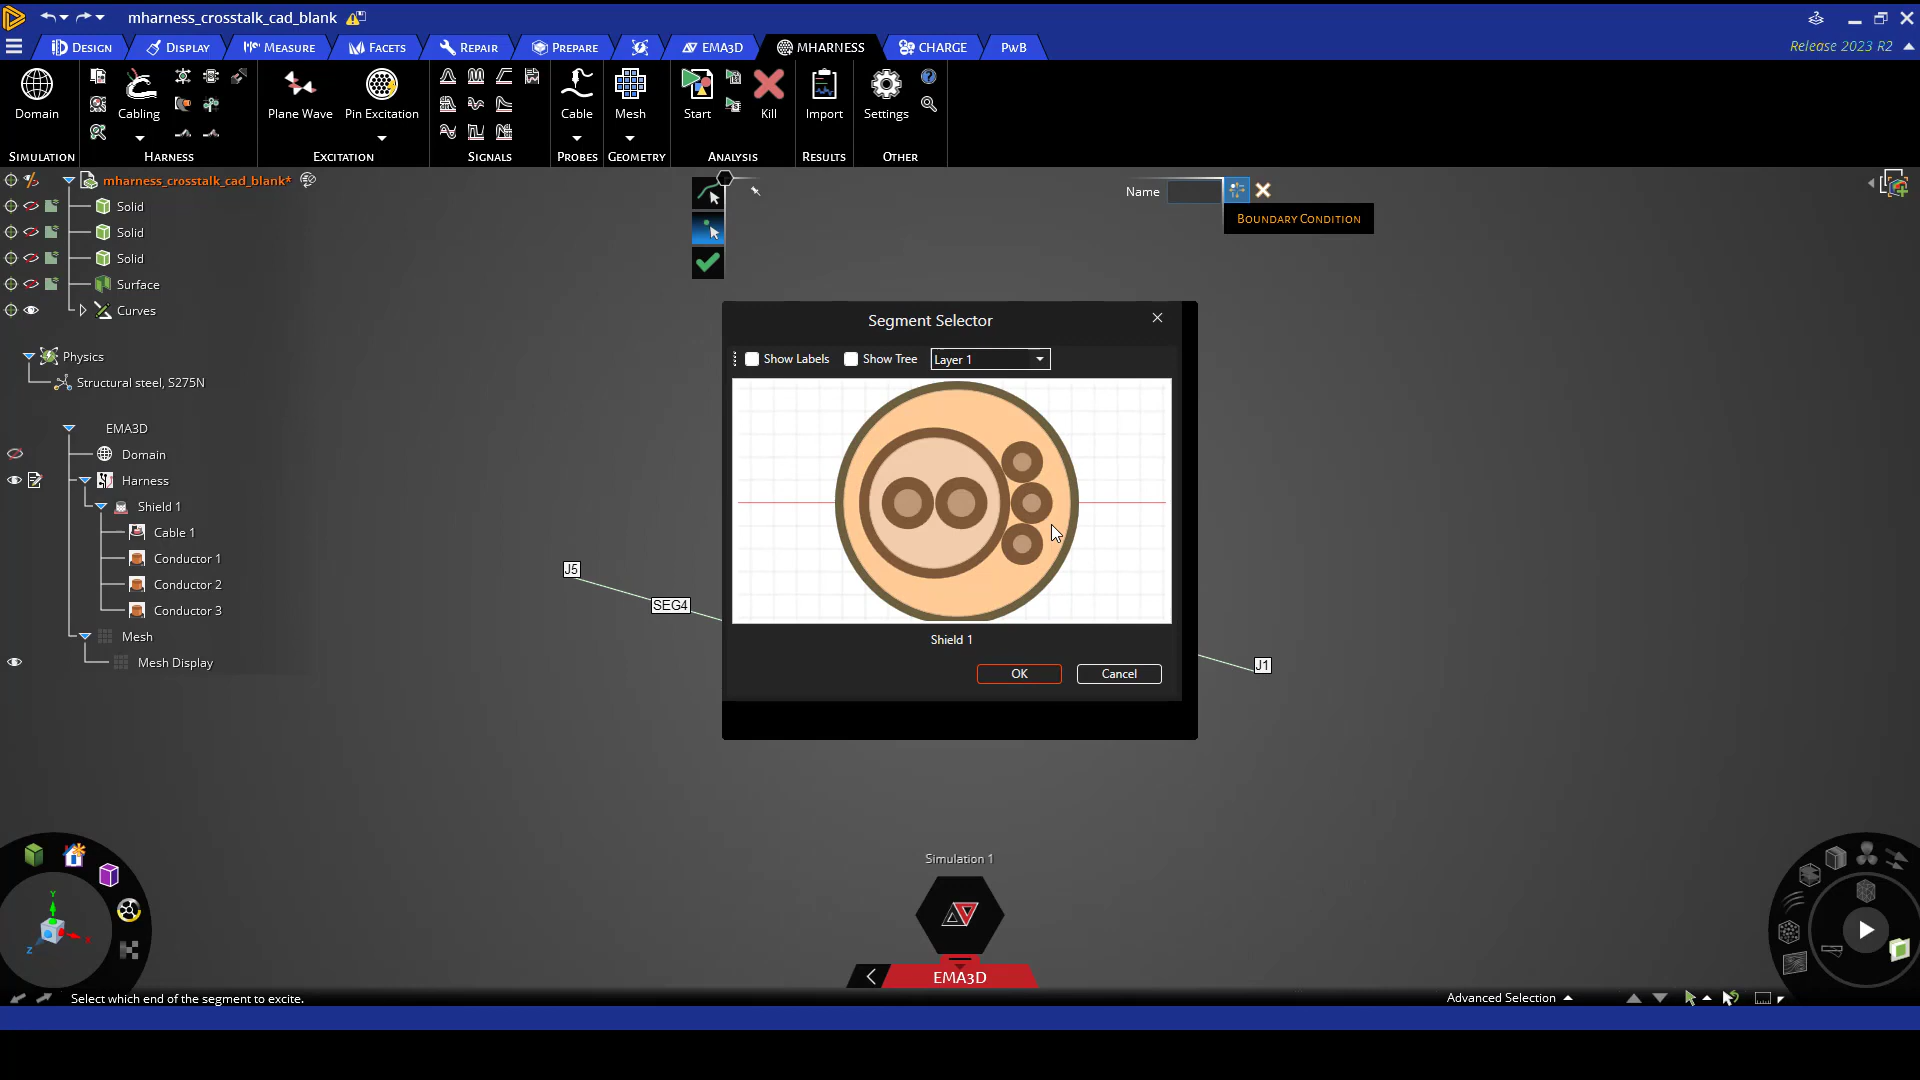 mharness_crosstalk_cad_blank
Release 2023 R2
DESIGN
DISPLAY
MEASURE
FACETS
REPAIR
PREPARE
EMA3D
MHARNESS
CHARGE
PWB
Domain
Cabling
Plane Wave
Pin Excitation
Cable
Mesh
Start
Kill
Import
Settings
SIMULATION
HARNESS
EXCITATION
SIGNALS
PROBES
GEOMETRY
ANALYSIS
RESULTS
OTHER
mharness_crosstalk_cad_blank*
Solid
Solid
Solid
Surface
Curves
Physics
Structural steel, S275N
EMA3D
Domain
Harness
Shield 1
Cable 1
Conductor 1
Conductor 2
Conductor 3
Mesh
Mesh Display
Name
BOUNDARY CONDITION
Segment Selector
Show Labels
Show Tree
Layer 1
Shield 1
OK
Cancel
J5
SEG4
J1
Simulation 1
EMA3D
Y
X
Z
Select which end of the segment to excite.
Advanced Selection